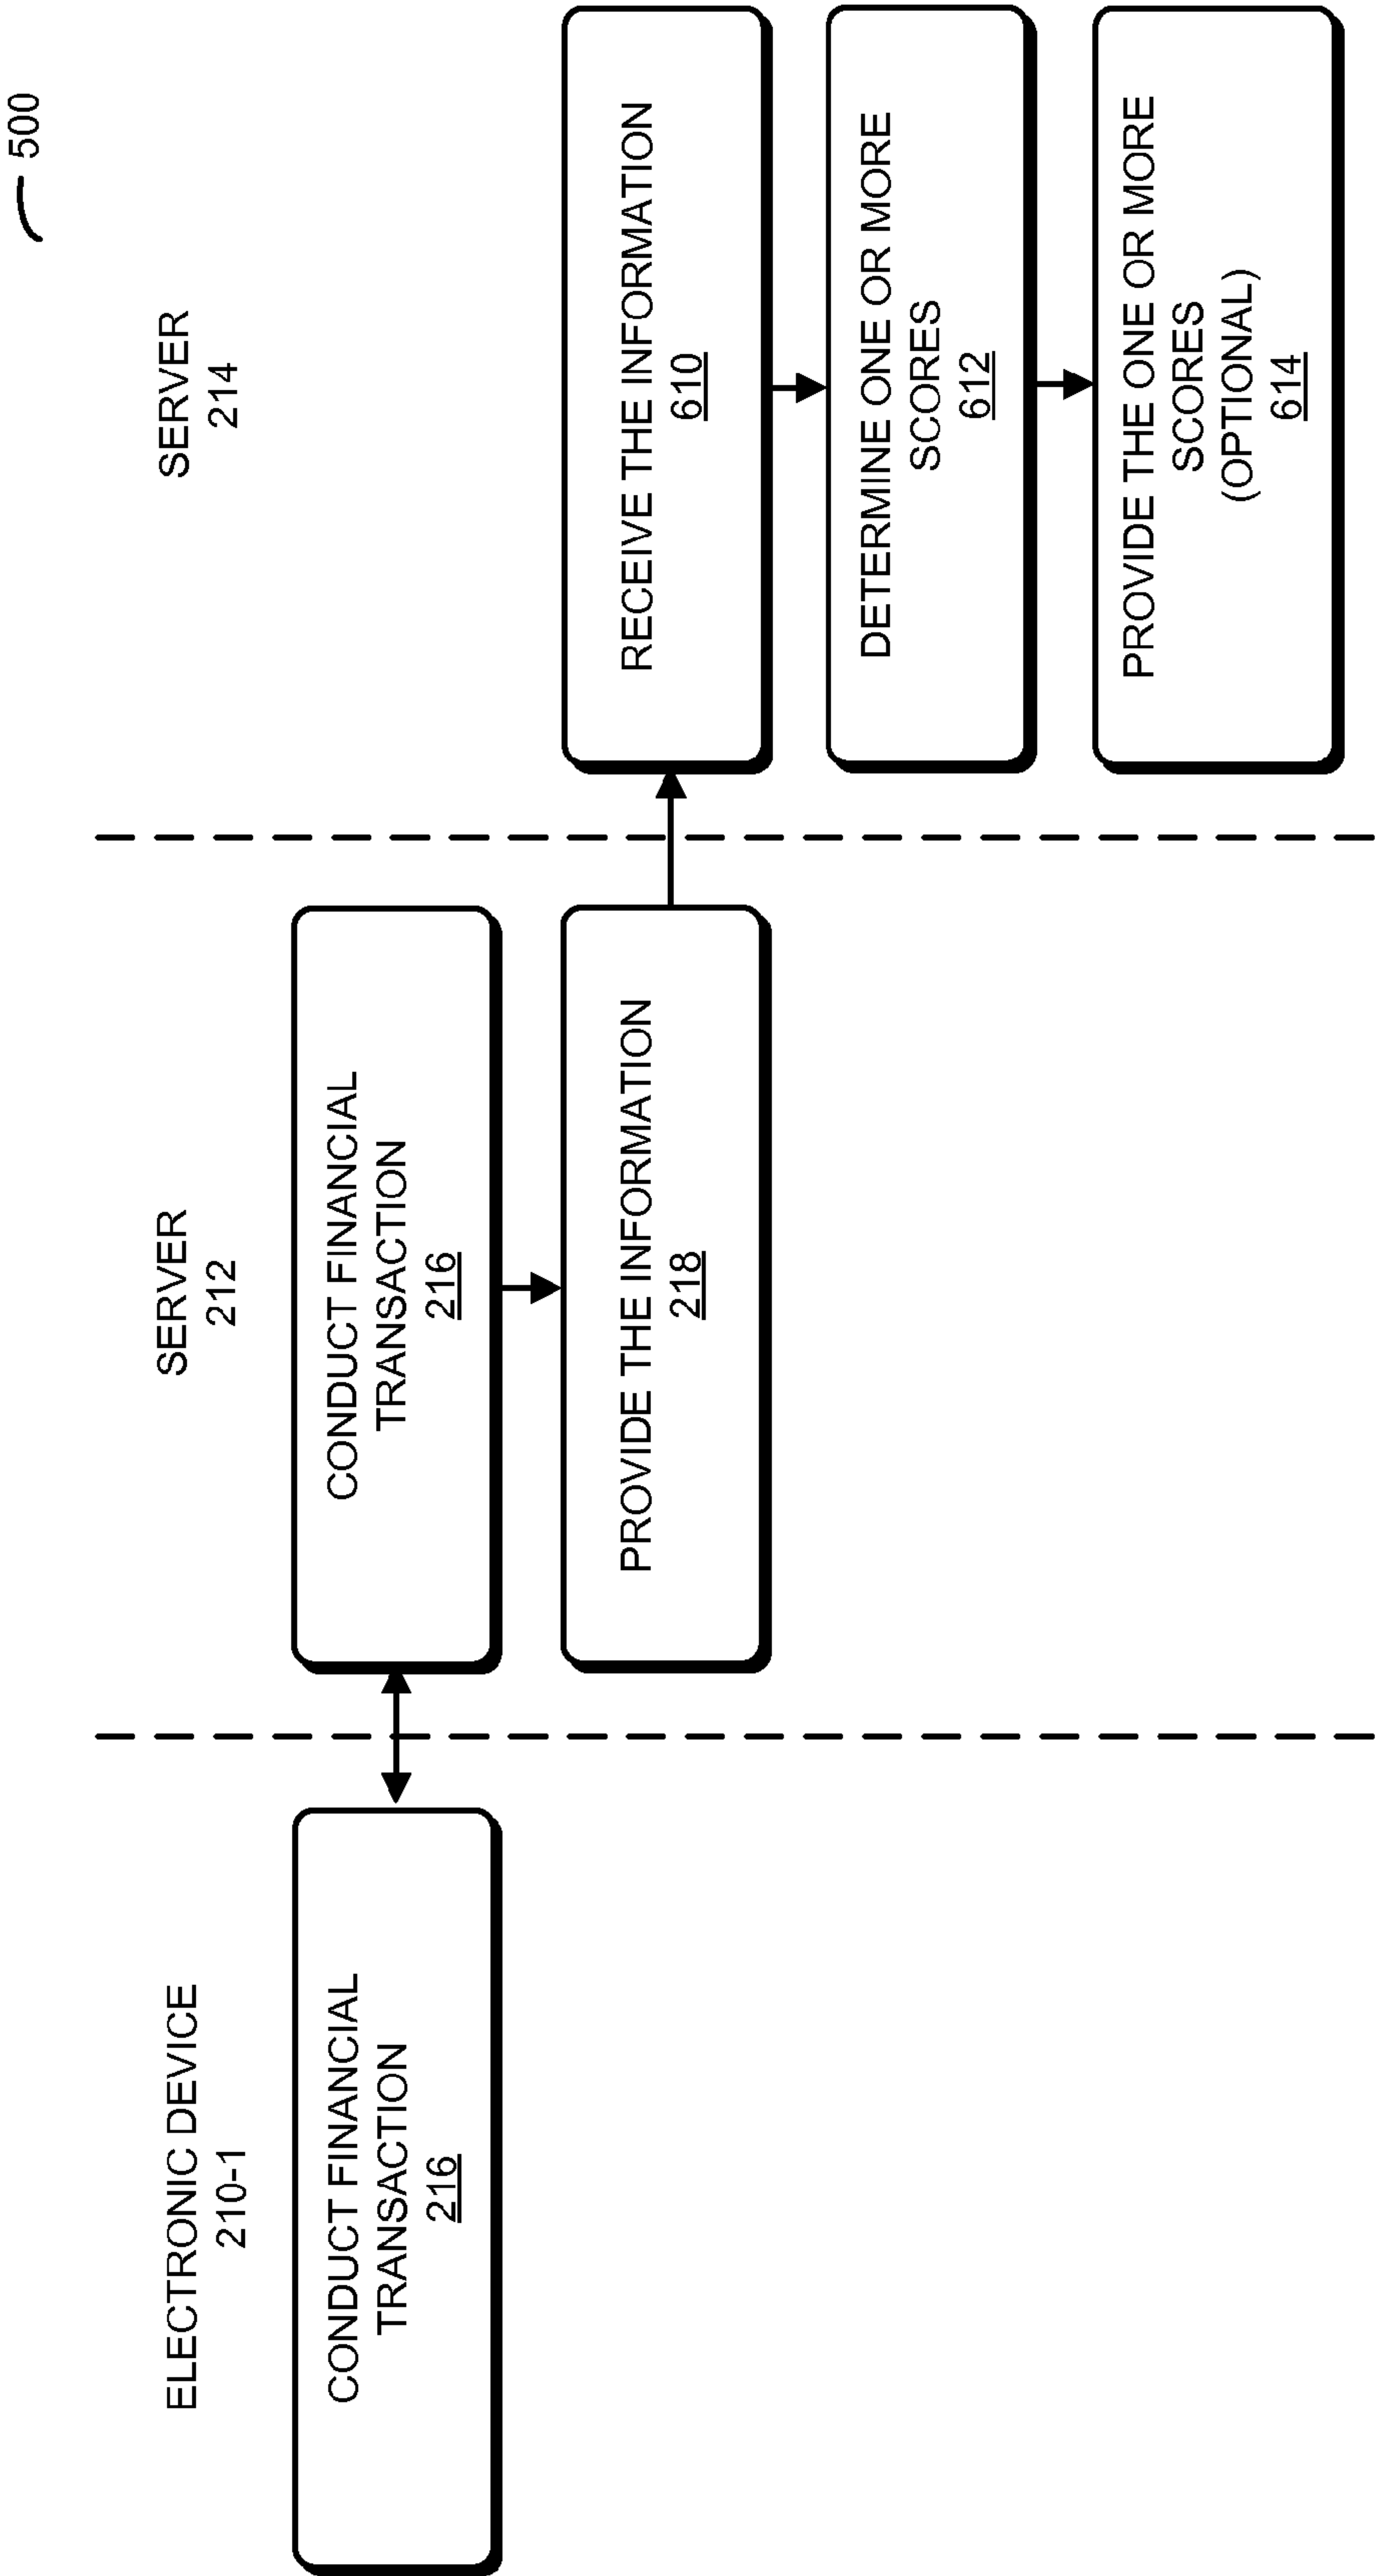 500
ELECTRONIC DEVICE
210-1
SERVER
212
SERVER
214
CONDUCT FINANCIAL
TRANSACTION
216
CONDUCT FINANCIAL
TRANSACTION
216
PROVIDE THE INFORMATION
218
RECEIVE THE INFORMATION
610
DETERMINE ONE OR MORE
SCORES
612
PROVIDE THE ONE OR MORE
SCORES
(OPTIONAL)
614